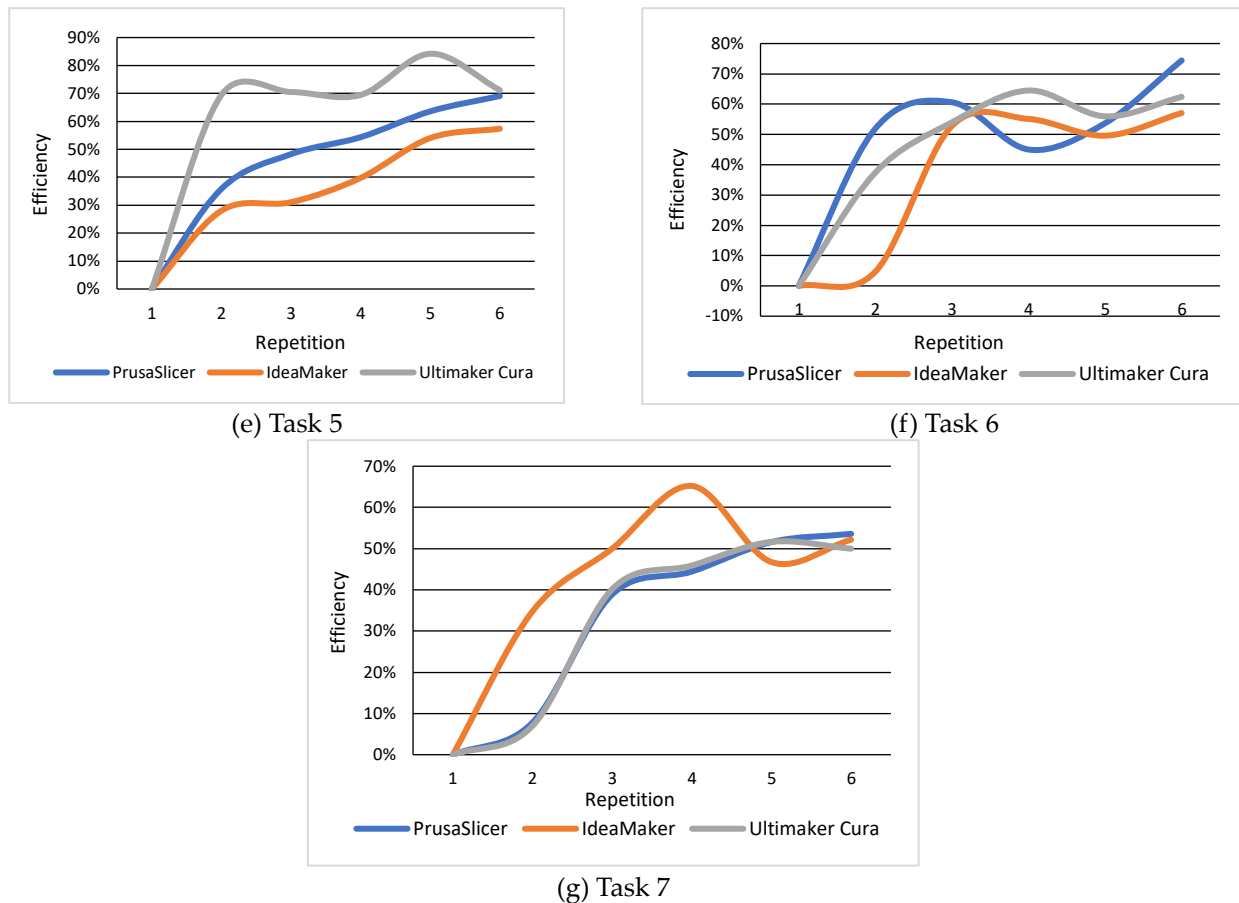 90%
80%
70%
60%
50%
40%
30%
20%
10%
0%
Efficiency
1 2 3 4 5 6
Repetition
PrusaSlicer IdeaMaker Ultimaker Cura
(e) Task 5
80%
70%
60%
50%
40%
30%
20%
10%
0%
-10%
Efficiency
1 2 3 4 5 6
Repetition
PrusaSlicer IdeaMaker Ultimaker Cura
(f) Task 6
70%
60%
50%
40%
30%
20%
10%
0%
Efficiency
1 2 3 4 5 6
Repetition
PrusaSlicer IdeaMaker Ultimaker Cura
(g) Task 7